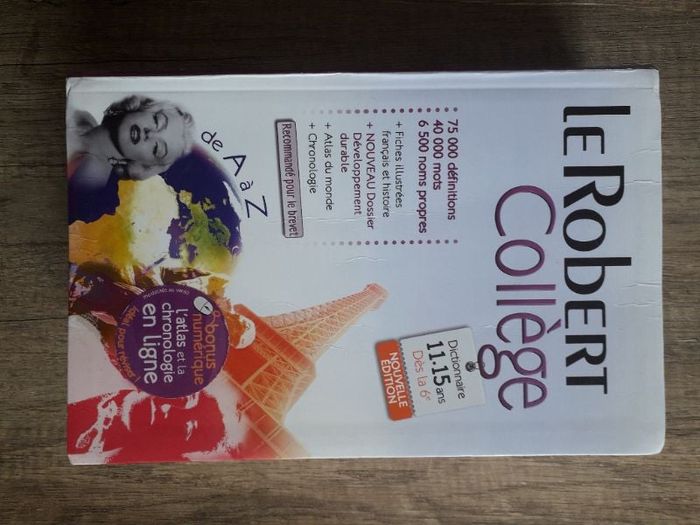 LE ROBERT
Collège
Dictionnaire
11.15 ans
Dès la 6e
NOUVELLE
ÉDITION
75 000 définitions
40 000 mots
6 500 noms propres
+ Fiches illustrées
français et histoire
+ NOUVEAU Dossier
Développement
durable
+ Atlas du monde
+ Chronologie
Recommandé pour le brevet
de A à Z
bonus
numérique
l'atlas et la
chronologie
en ligne